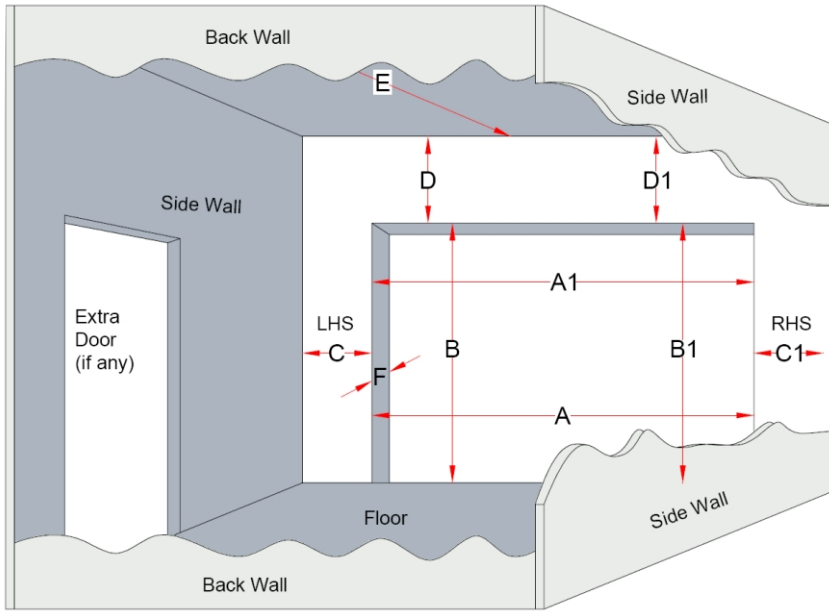 Back Wall
E
Side Wall
D
D1
Side Wall
A1
Extra
Door
(if any)
LHS
RHS
C
B
B1
C1
F
A
Floor
Side Wall
Back Wall